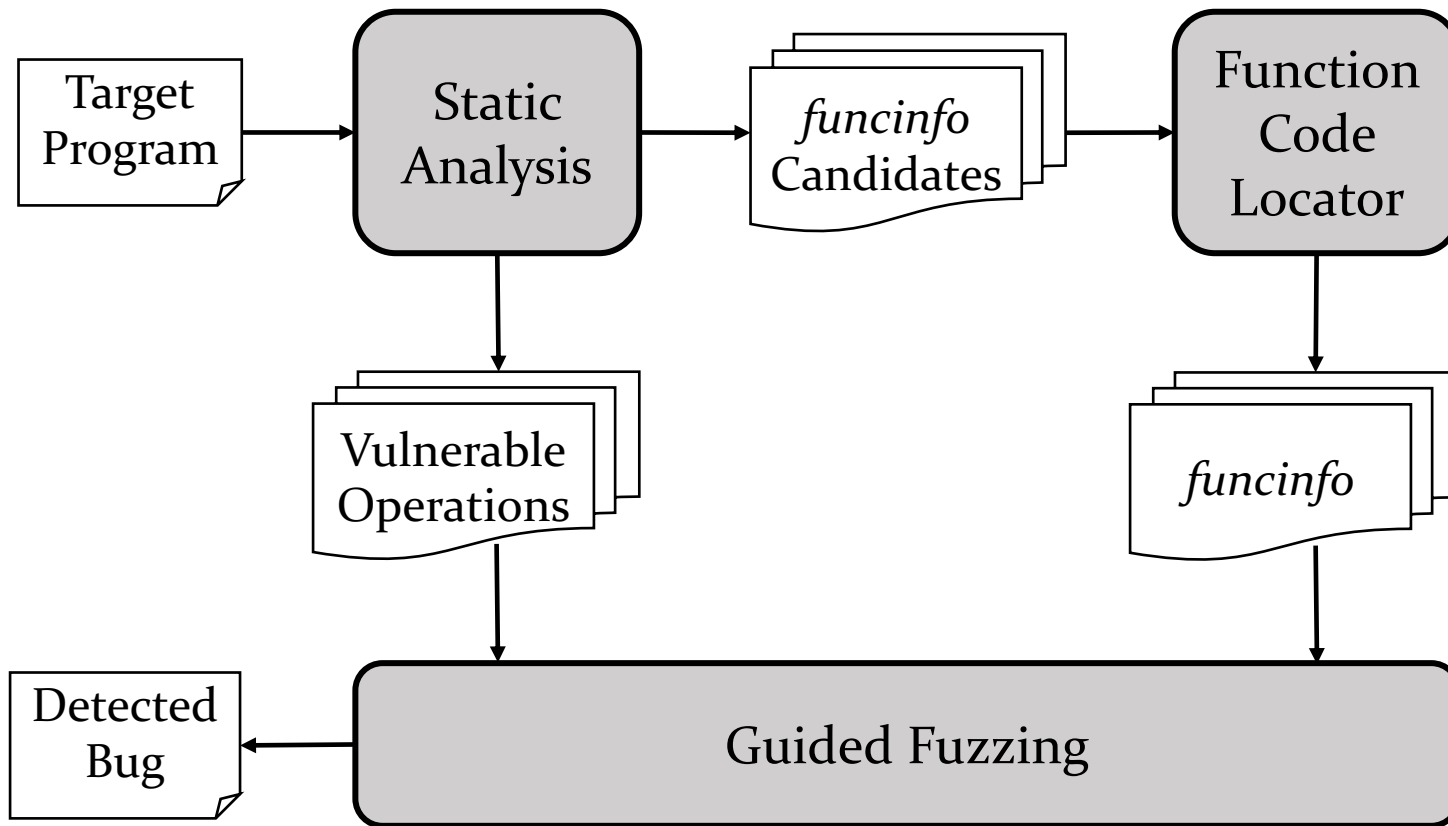 Target
Program
Static
Analysis
funcinfo
Candidates
Function
Code
Locator
Vulnerable
Operations
funcinfo
Detected
Bug
Guided Fuzzing